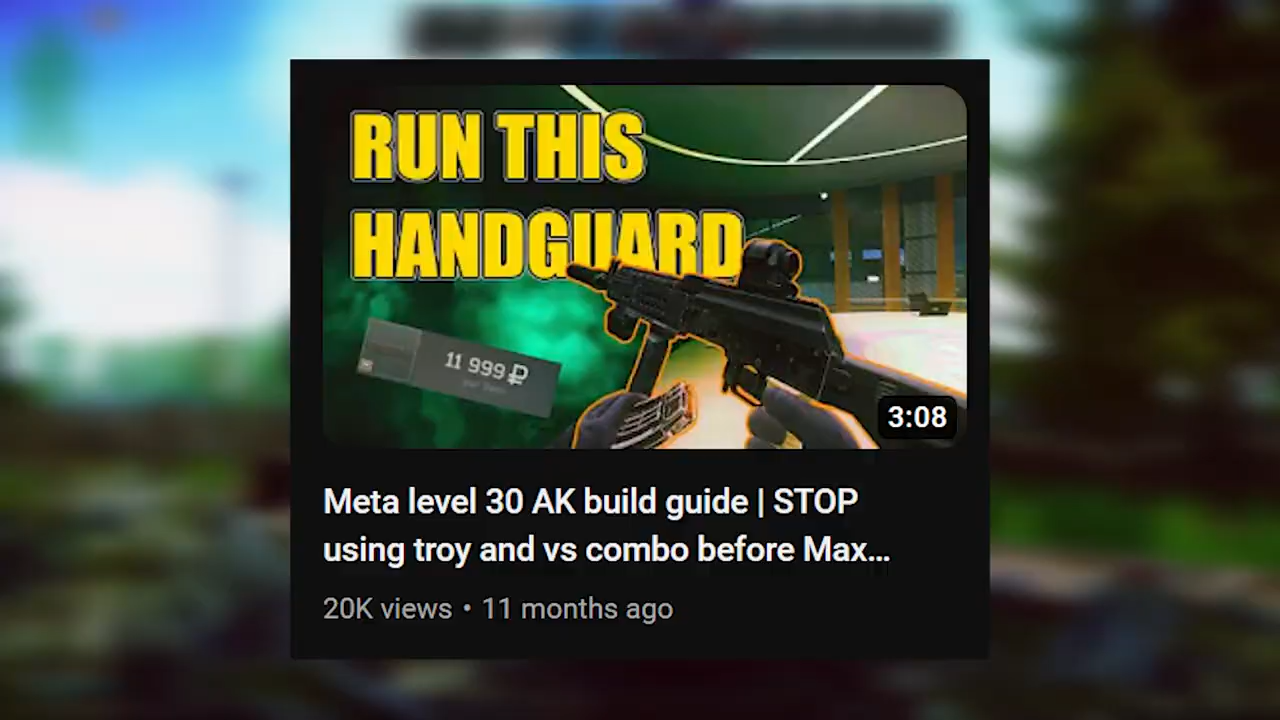 RUN THIS
HANDGUARD
11 999 ₽
3:08
Meta level 30 AK build guide | STOP
using troy and vs combo before Max...
20K views • 11 months ago